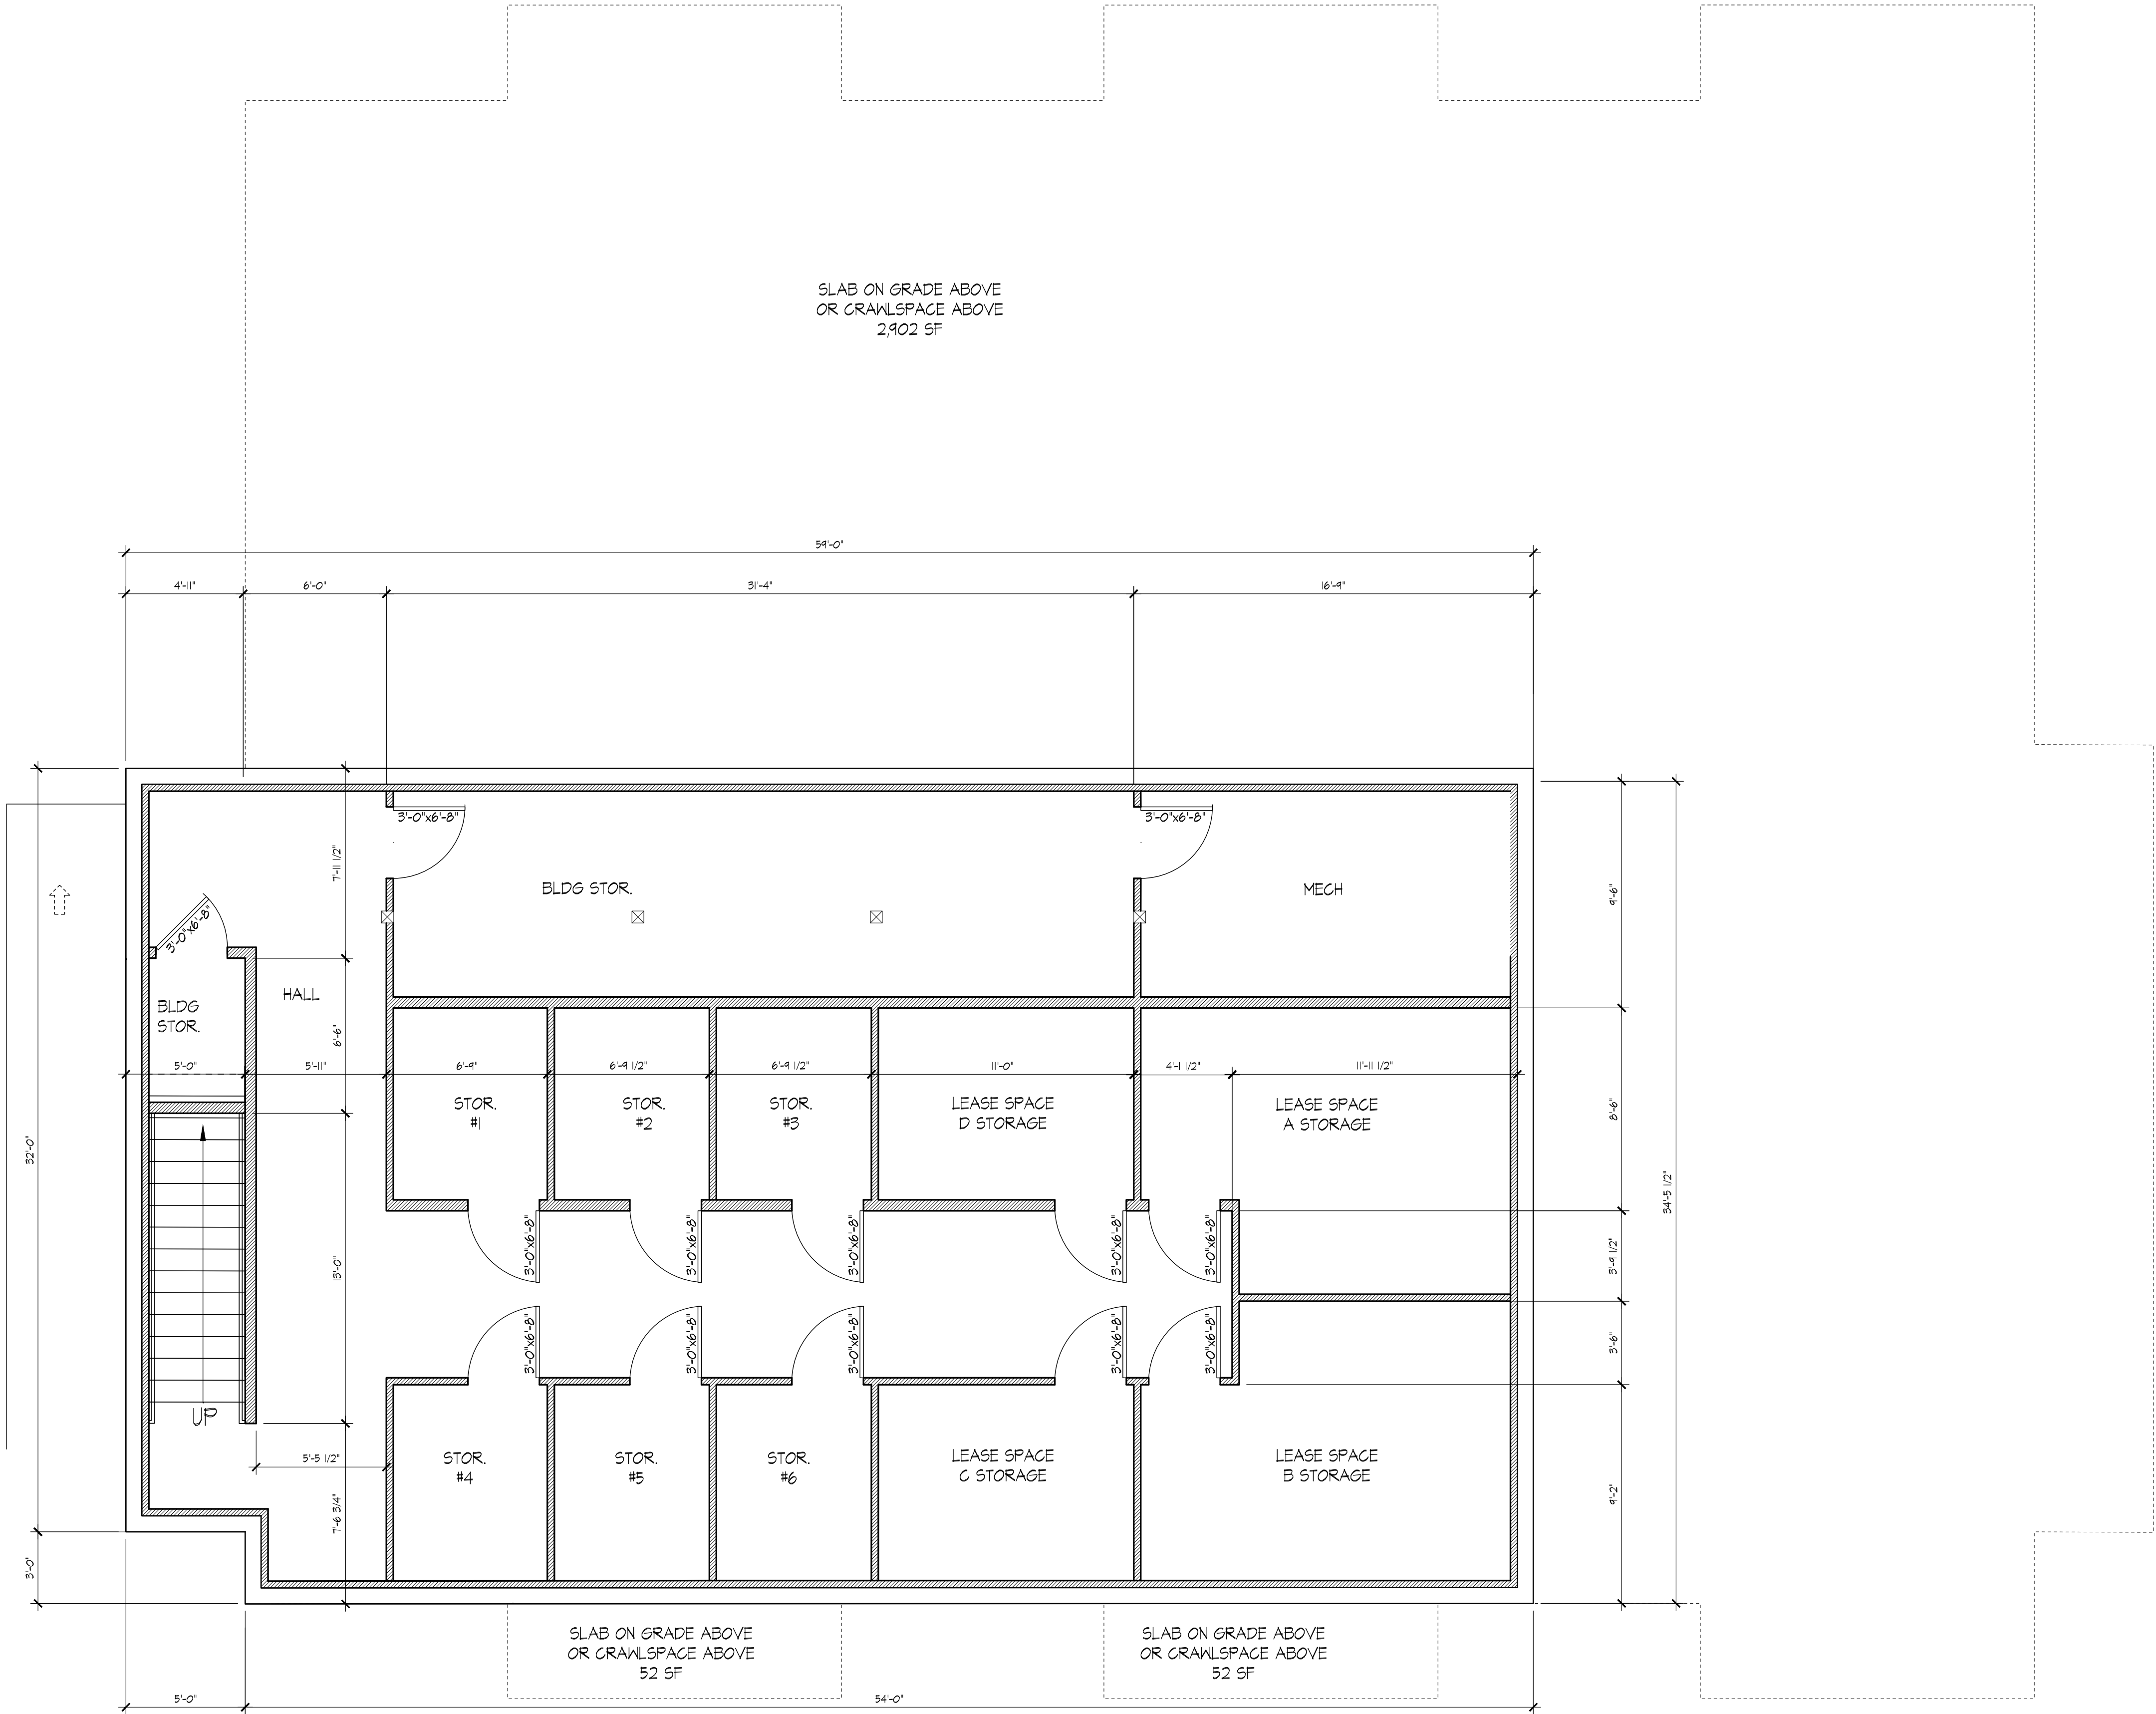 SLAB ON GRADE ABOVE
OR CRAWLSPACE ABOVE
2,902 SF
59'-0"
4'-11"
6'-0"
31'-4"
16'-9"
3'-0"x6'-8"
3'-0"x6'-8"
7'-11 1/2"
BLDG STOR.
MECH
9'-6"
3'-0"x6'-8"
HALL
BLDG
STOR.
6'-6"
5'-0"
5'-11"
6'-9"
6'-9 1/2"
6'-9 1/2"
11'-0"
4'-1 1/2"
11'-11 1/2"
STOR.
#1
STOR.
#2
STOR.
#3
LEASE SPACE
D STORAGE
LEASE SPACE
A STORAGE
8'-6"
32'-0"
34'-5 1/2"
13'-0"
3'-0"x6'-8"
3'-0"x6'-8"
3'-0"x6'-8"
3'-0"x6'-8"
3'-0"x6'-8"
3'-9 1/2"
3'-0"x6'-8"
3'-0"x6'-8"
3'-0"x6'-8"
3'-0"x6'-8"
3'-0"x6'-8"
3'-6"
UP
5'-5 1/2"
STOR.
#4
STOR.
#5
STOR.
#6
LEASE SPACE
C STORAGE
LEASE SPACE
B STORAGE
9'-2"
7'-6 3/4"
3'-0"
SLAB ON GRADE ABOVE
OR CRAWLSPACE ABOVE
52 SF
SLAB ON GRADE ABOVE
OR CRAWLSPACE ABOVE
52 SF
5'-0"
54'-0"